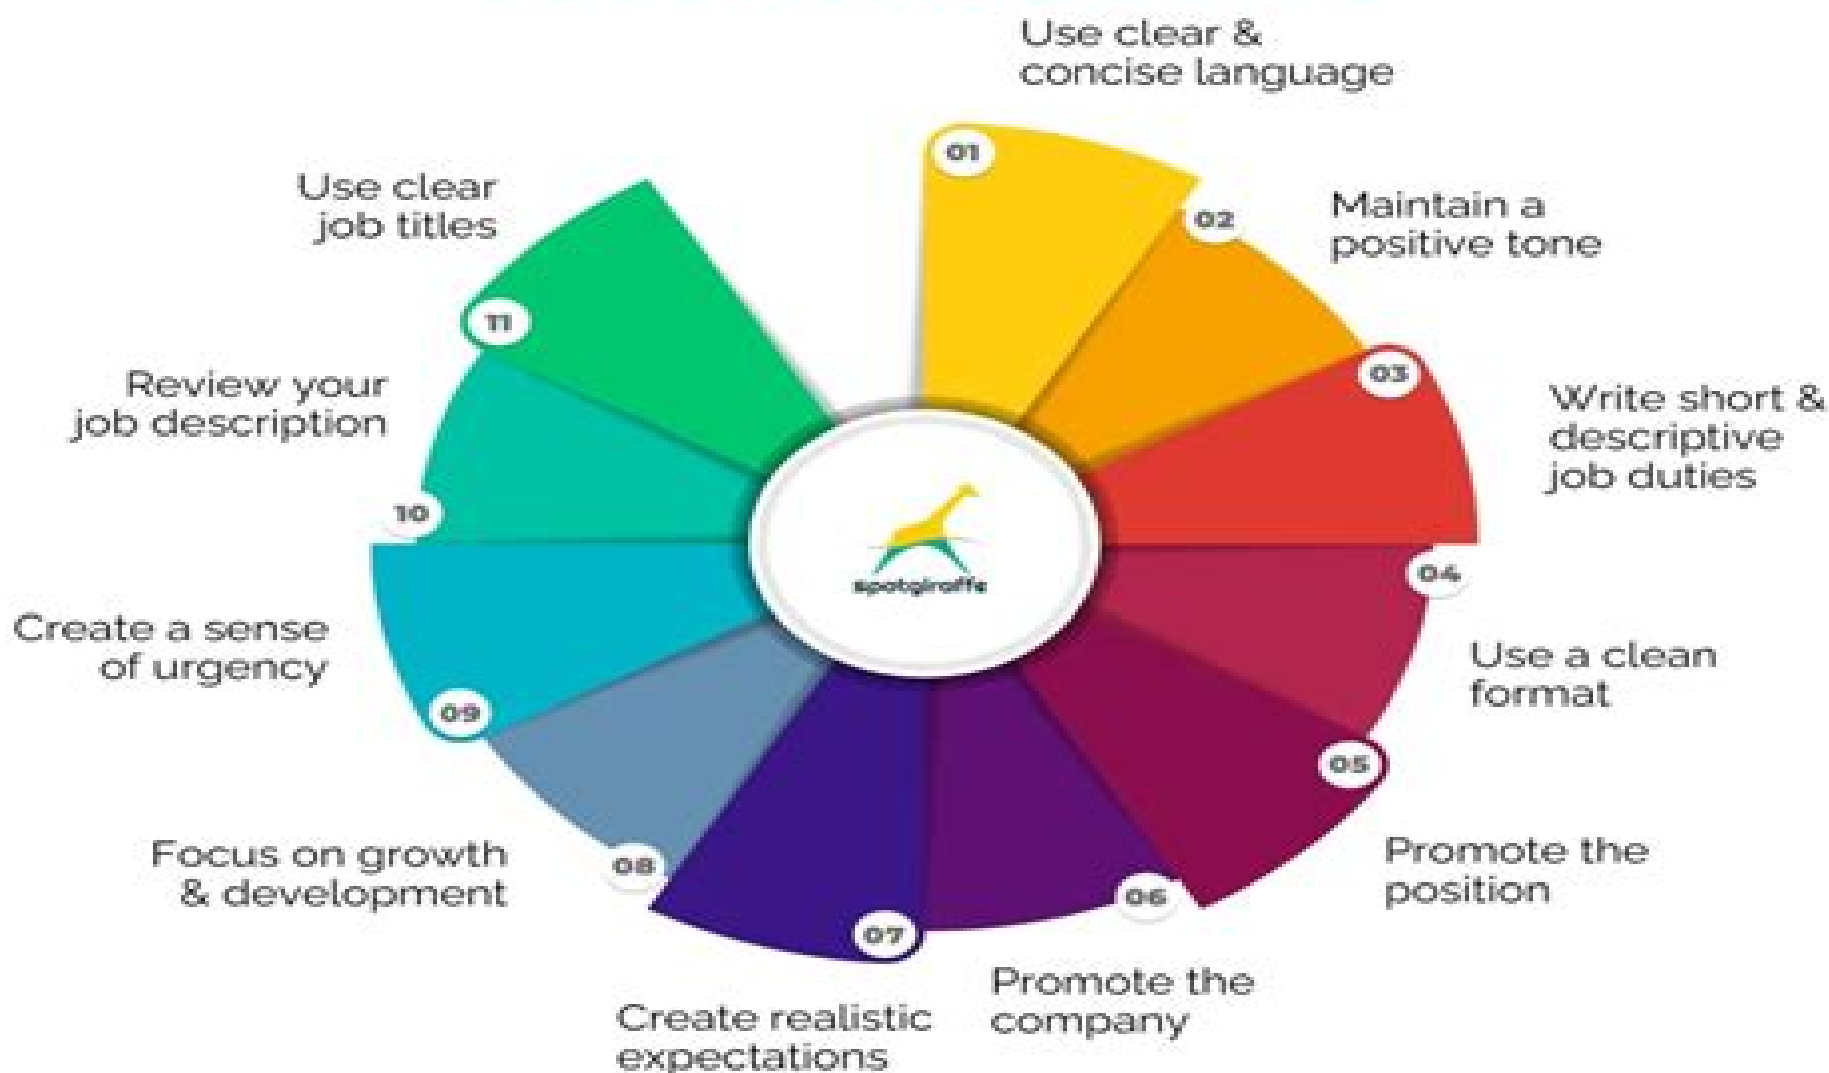 01
Use clear &
concise language
02
Maintain a
positive tone
03
Write short &
descriptive
job duties
04
Use a clean
format
05
Promote the
position
06
Promote the
company
07
Create realistic
expectations
08
Focus on growth
& development
09
Create a sense
of urgency
10
Review your
job description
11
Use clear
job titles
spotgiraffe